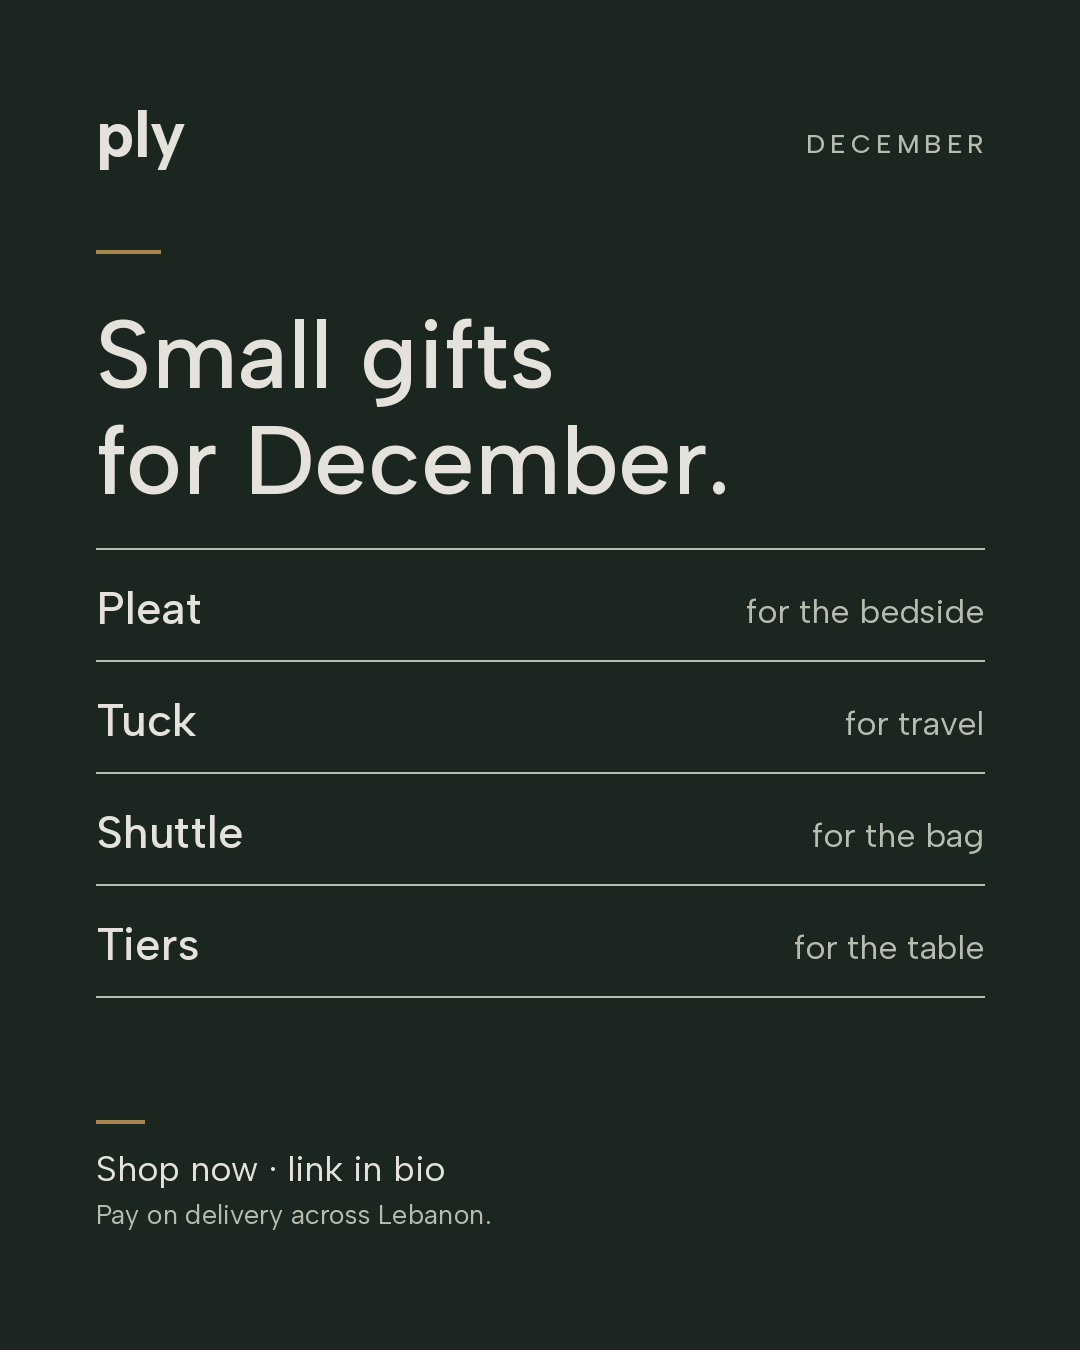 ply
DECEMBER
Small gifts
for December.
Pleat for the bedside
Tuck for travel
Shuttle for the bag
Tiers for the table
Shop now · link in bio
Pay on delivery across Lebanon.